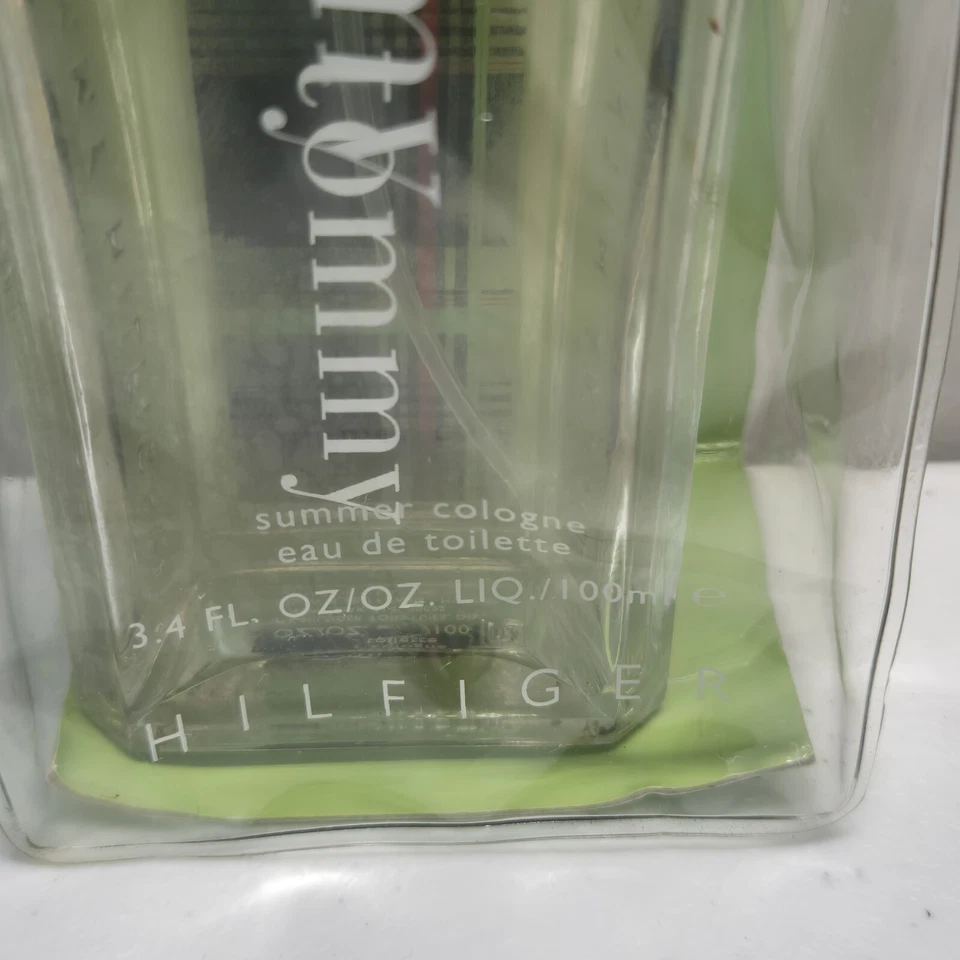 tommy
summer cologne
eau de toilette
3.4 FL. OZ/OZ. LIQ./100ml e
HILFIGER